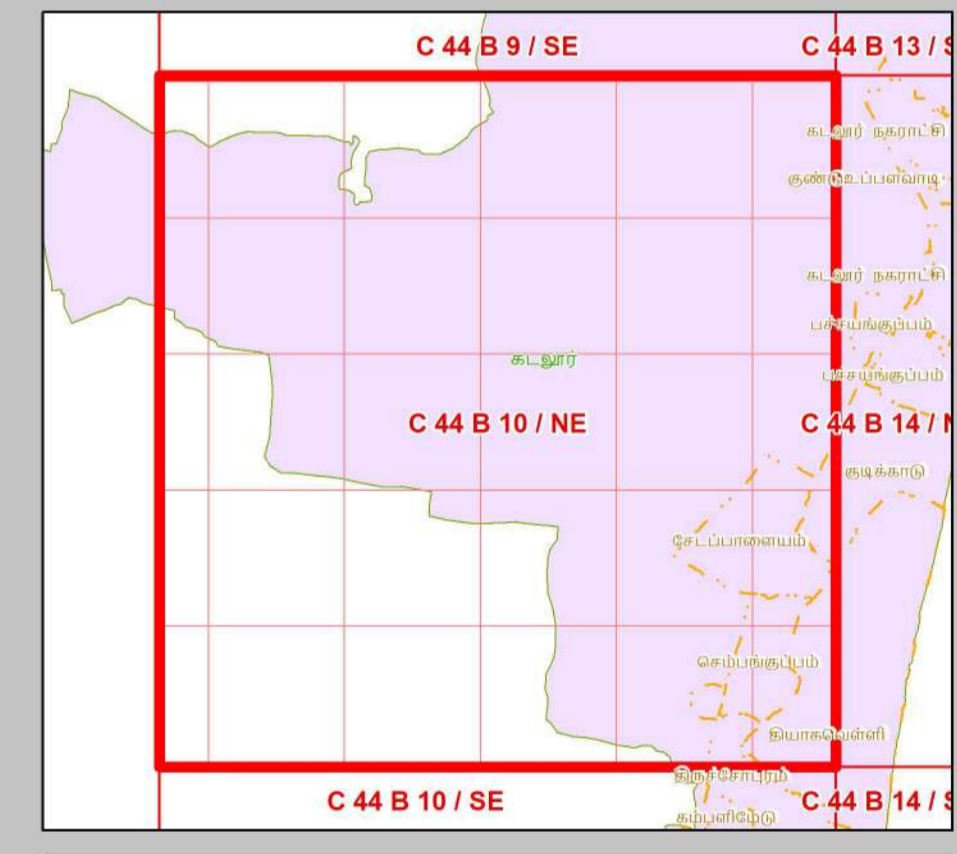 C 44 B 9 / SE
C 44 B 13 / S
கடலூர் நகராட்சி
குண்டுஉப்பளவாடி
கடலூர் நகராட்சி
பச்சயங்குப்பம்
கடலூர்
பச்சயங்குப்பம்
C 44 B 10 / NE
C 44 B 14 / N
குடிக்காடு
சேடப்பாளையம்
செம்பங்குப்பம்
தியாகவெள்ளி
திருச்சோபுரம்
C 44 B 10 / SE
C 44 B 14 / S
கம்பளிமேடு